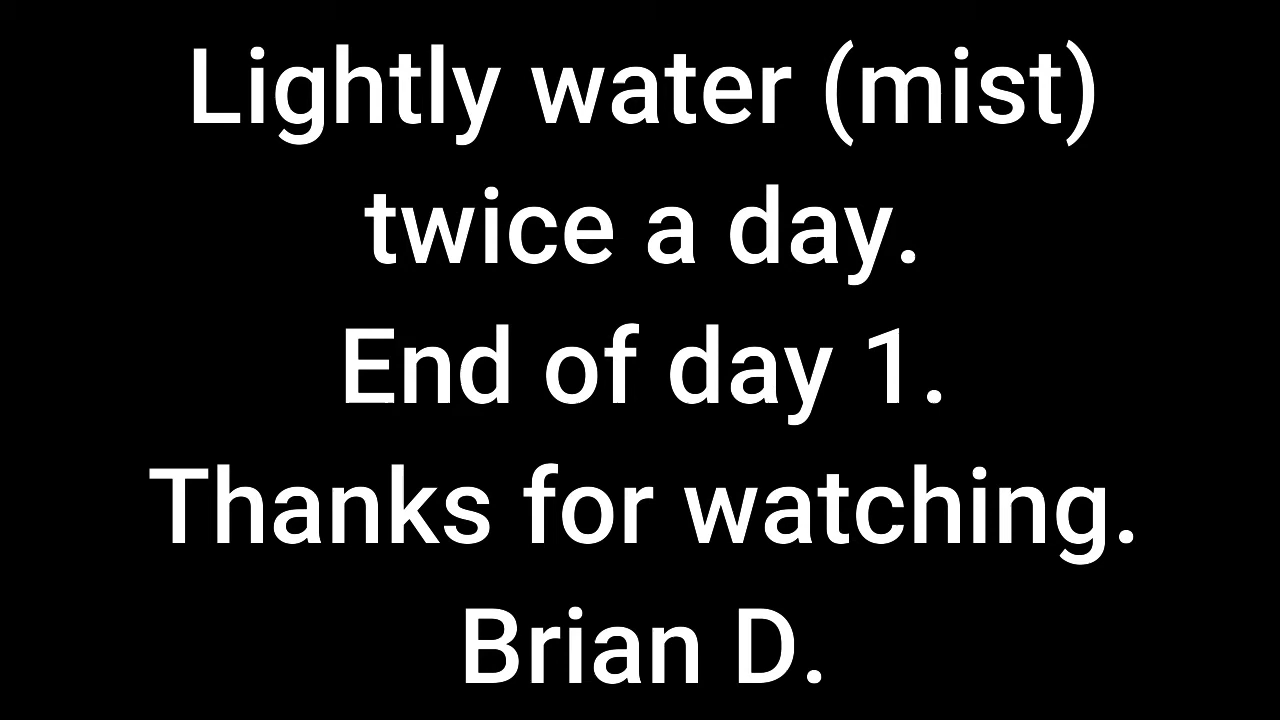 Lightly water (mist)
twice a day.
End of day 1.
Thanks for watching.
Brian D.